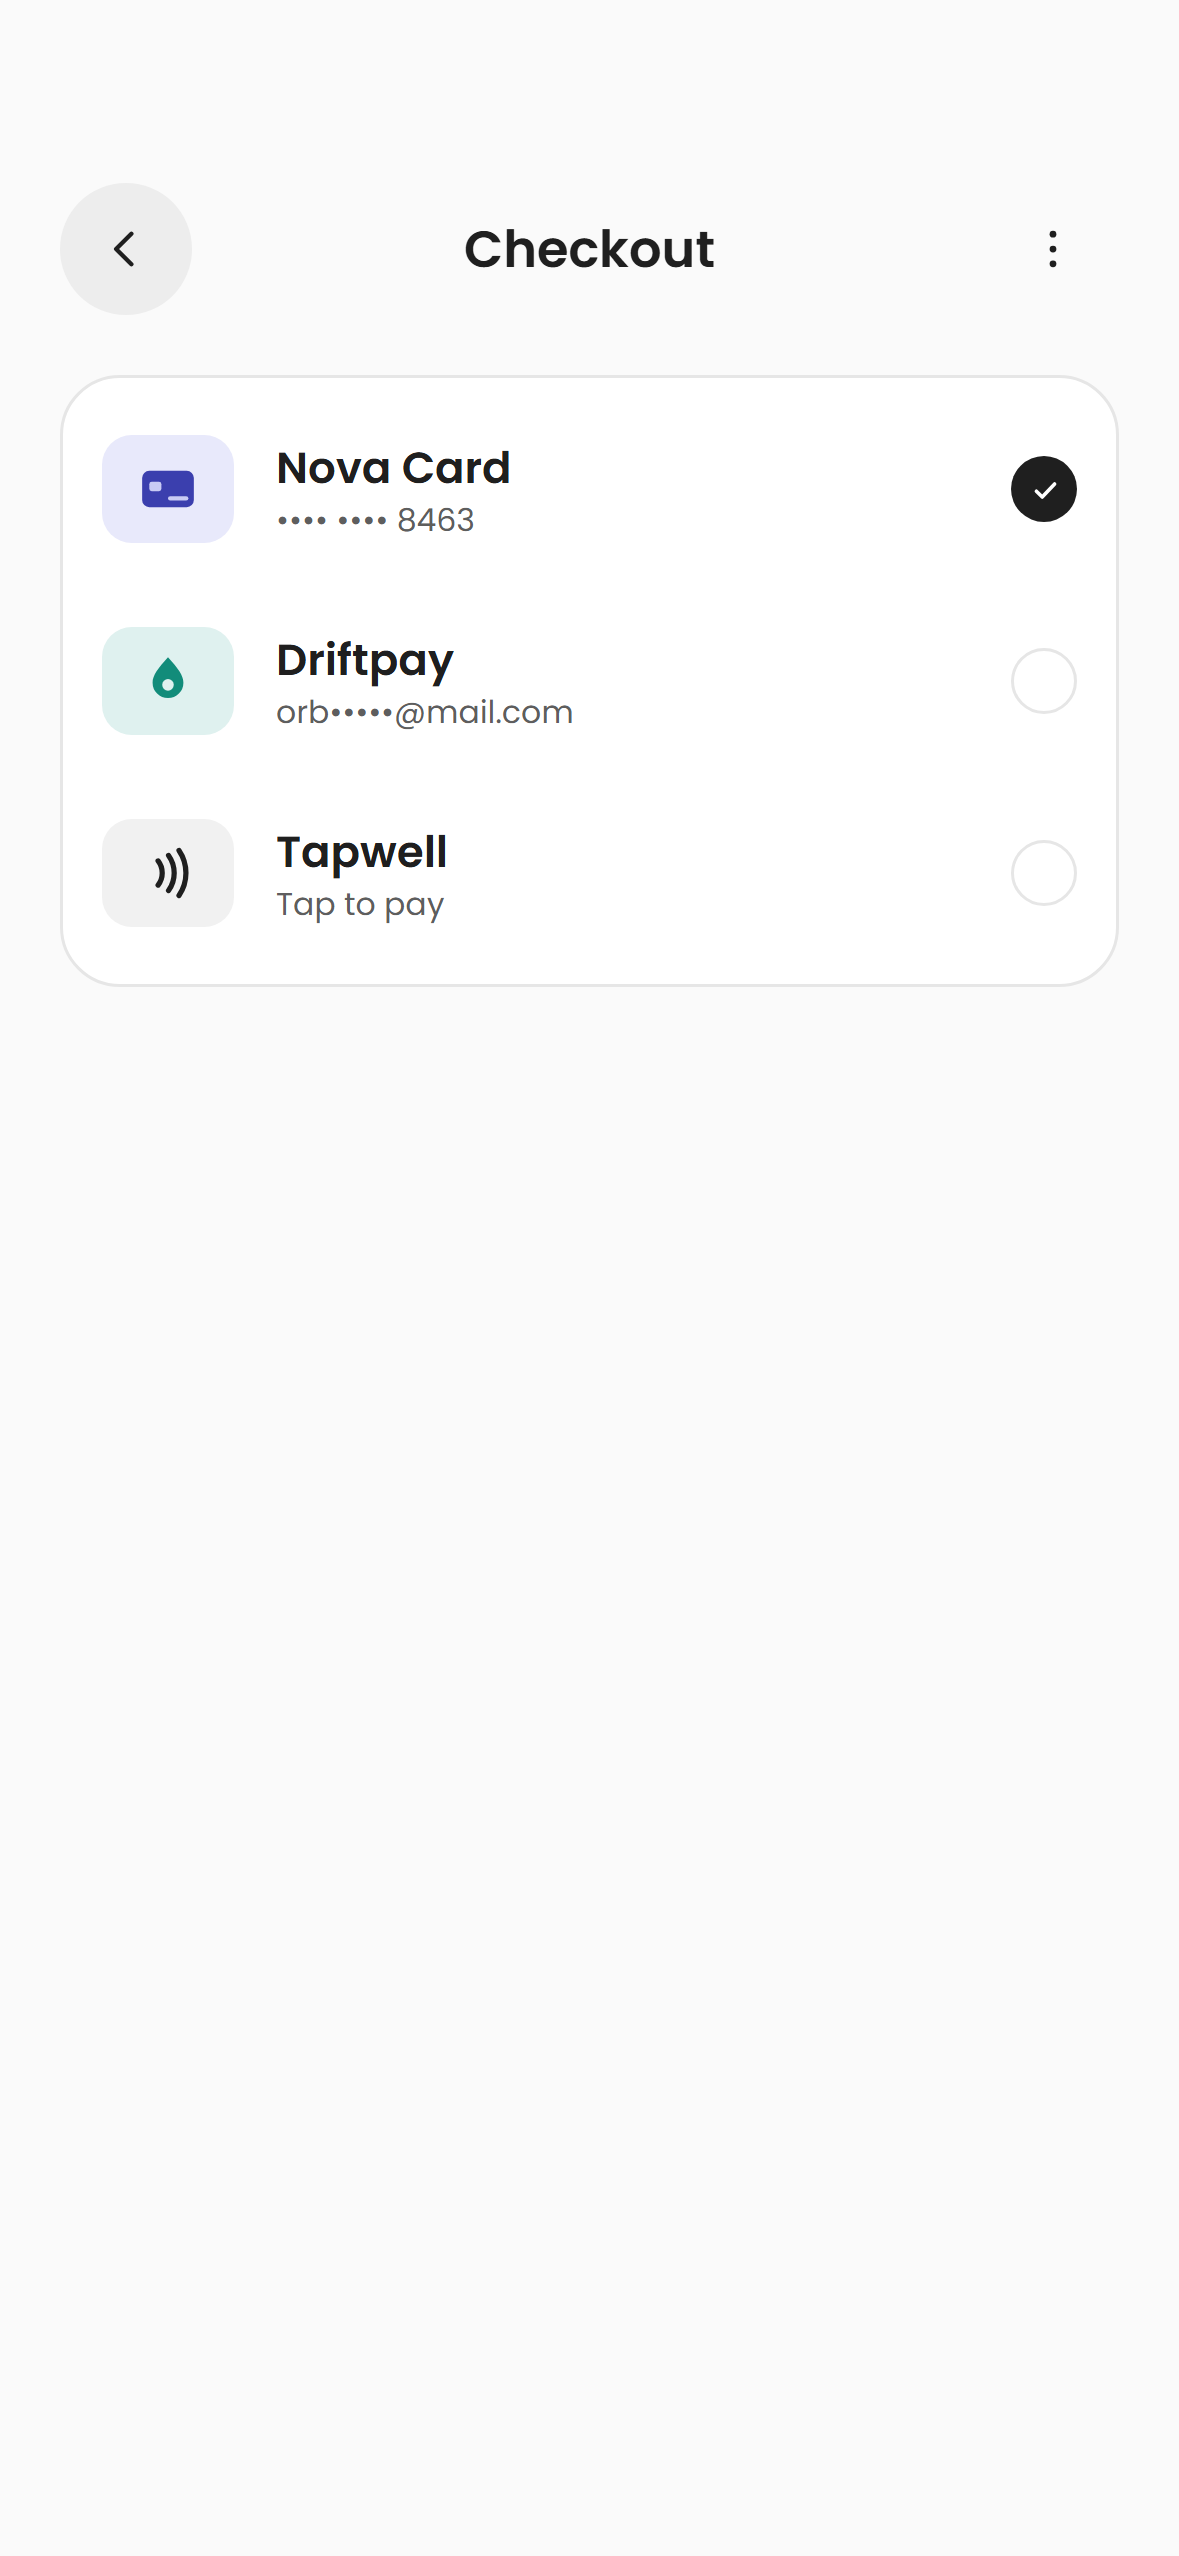 Checkout
Nova Card
•••• •••• 8463
Driftpay
orb•••••@mail.com
Tapwell
Tap to pay